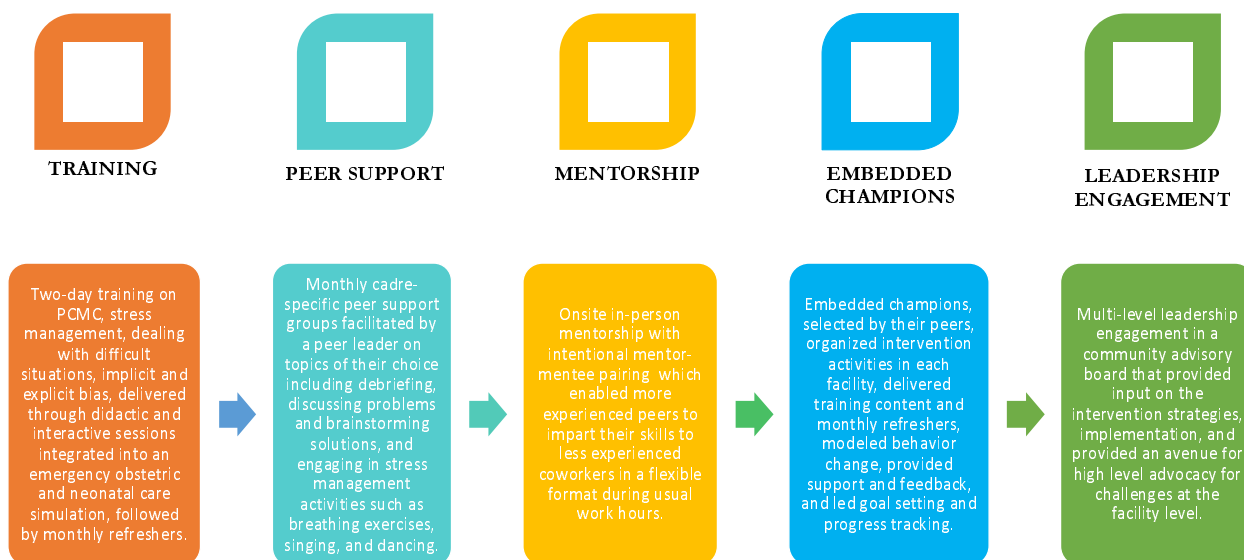 TRAINING
PEER SUPPORT
MENTORSHIP
EMBEDDED
CHAMPIONS
LEADERSHIP
ENGAGEMENT
Two-day training on
PCMC, stress
management, dealing
with difficult
situations, implicit and
explicit bias, delivered
through didactic and
interactive sessions
integrated into an
emergency obstetric
and neonatal care
simulation, followed
by monthly refreshers.
Monthly cadre-
specific peer support
groups facilitated by
a peer leader on
topics of their choice
including debriefing,
discussing problems
and brainstorming
solutions, and
engaging in stress
management
activities such as
breathing exercises,
singing, and dancing.
Onsite in-person
mentorship with
intentional mentor-
mentee pairing which
enabled more
experienced peers to
impart their skills to
less experienced
coworkers in a flexible
format during usual
work hours.
Embedded champions,
selected by their peers,
organized intervention
activities in each
facility, delivered
training content and
monthly refreshers,
modeled behavior
change, provided
support and feedback,
and led goal setting and
progress tracking.
Multi-level leadership
engagement in a
community advisory
board that provided
input on the
intervention strategies,
implementation, and
provided an avenue for
high level advocacy for
challenges at the
facility level.